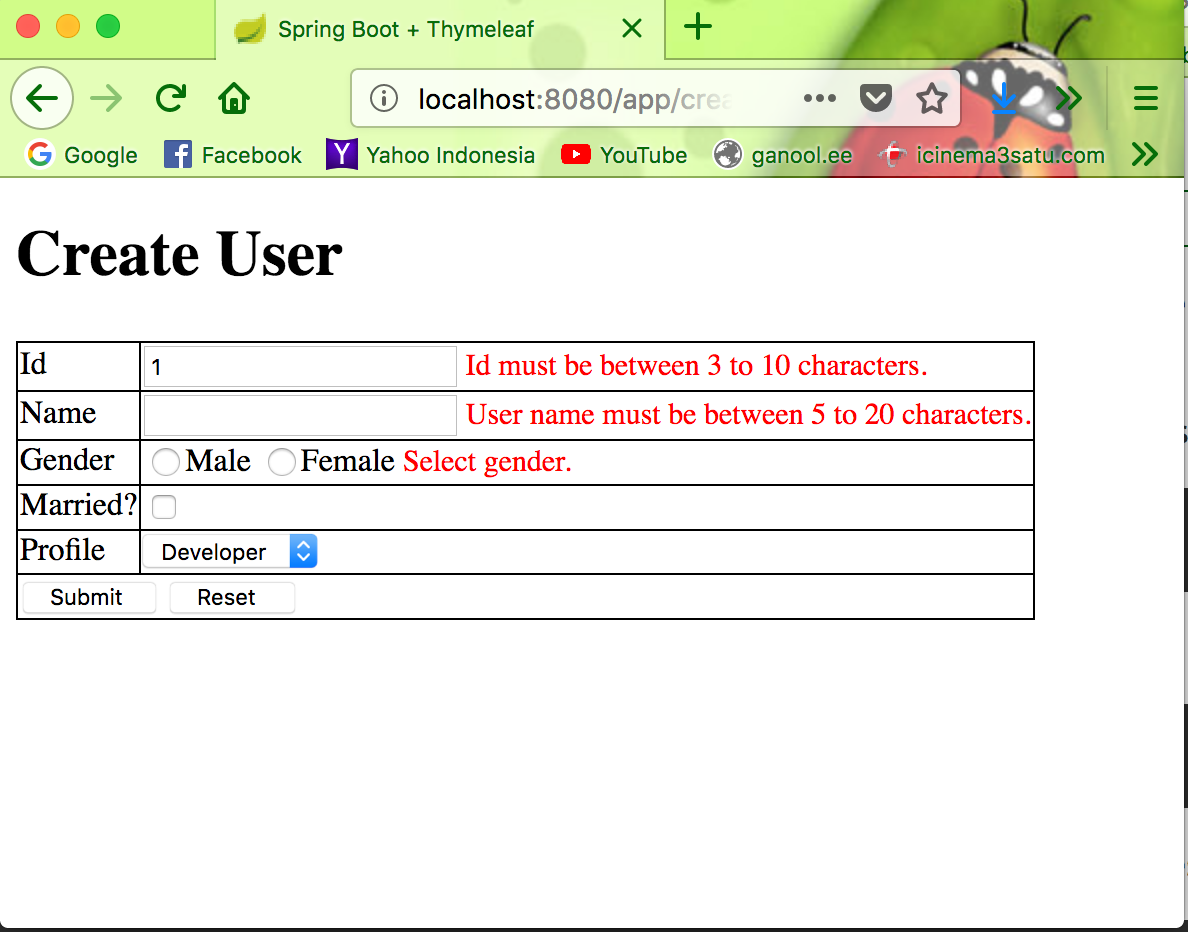 Spring Boot + Thymeleaf
localhost:8080/app/crea
Google Facebook Yahoo Indonesia YouTube ganool.ee icinema3satu.com
Create User
Id 1 Id must be between 3 to 10 characters.
Name User name must be between 5 to 20 characters.
Gender Male Female Select gender.
Married?
Profile Developer
Submit Reset